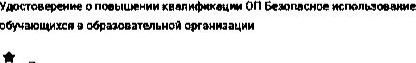 Удостоверение о повышении квалификации ОП Безопасное использование
обучающихся в образовательной организации